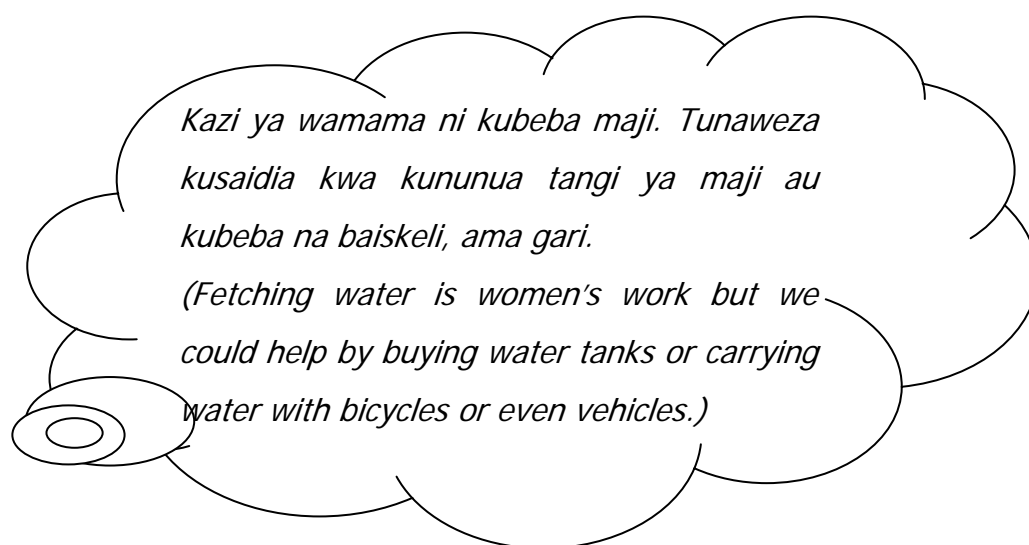 Kazi ya wamama ni kubeba maji. Tunaweza
kusaidia kwa kununua tangi ya maji au
kubeba na baiskeli, ama gari.
(Fetching water is women's work but we
could help by buying water tanks or carrying
water with bicycles or even vehicles.)